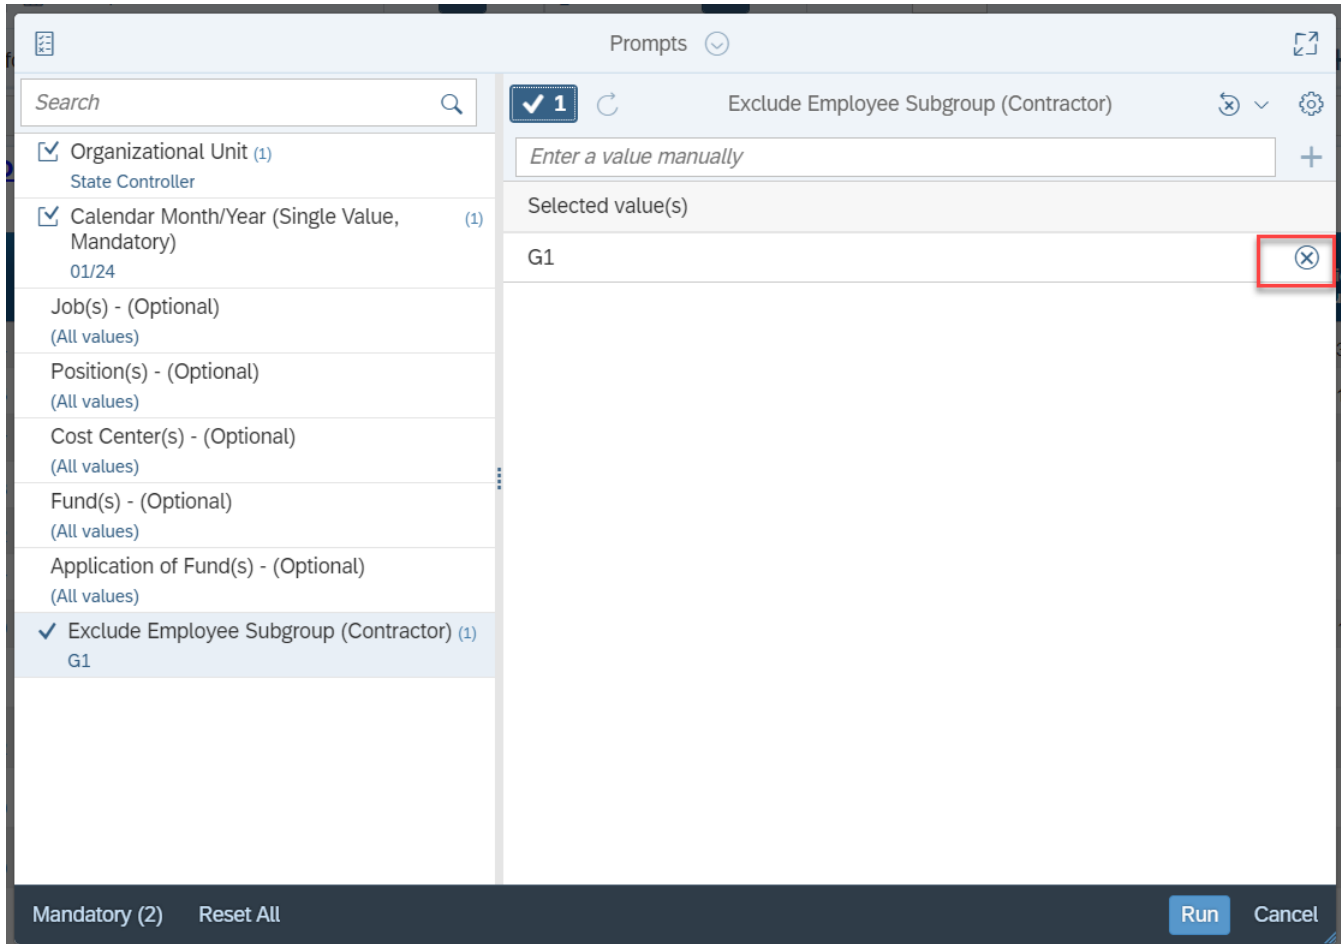 Prompts
Search
Organizational Unit (1)
State Controller
Calendar Month/Year (Single Value, (1)
Mandatory)
01/24
Job(s) - (Optional)
(All values)
Position(s) - (Optional)
(All values)
Cost Center(s) - (Optional)
(All values)
Fund(s) - (Optional)
(All values)
Application of Fund(s) - (Optional)
(All values)
Exclude Employee Subgroup (Contractor) (1)
G1
1
Exclude Employee Subgroup (Contractor)
Enter a value manually
Selected value(s)
G1
Mandatory (2)
Reset All
Run
Cancel